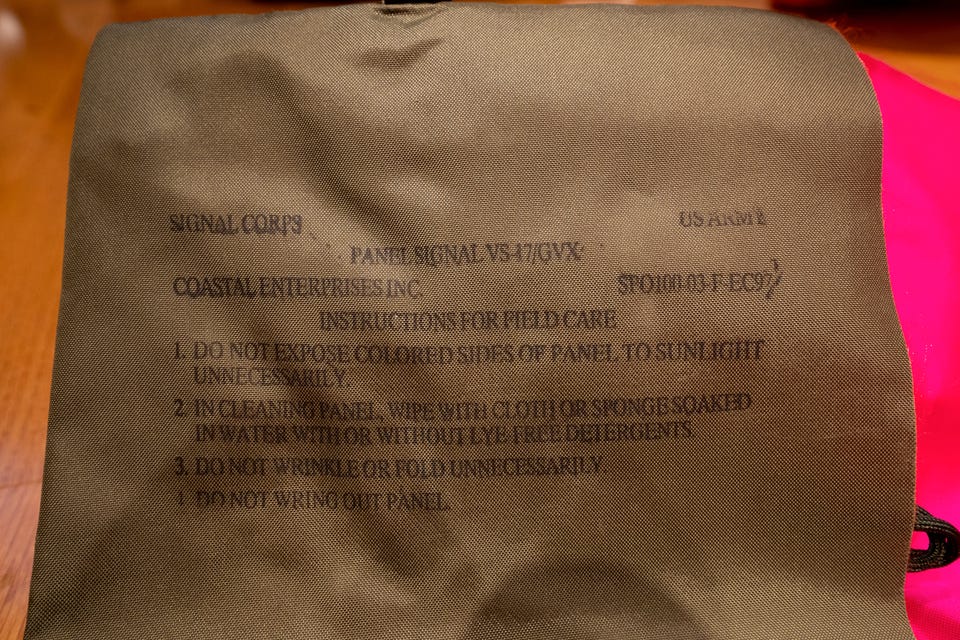 SIGNAL CORPS US ARMY
PANEL SIGNAL VS-17/GVX
COASTAL ENTERPRISES INC. SPO100-03-F-EC97
INSTRUCTIONS FOR FIELD CARE
1. DO NOT EXPOSE COLORED SIDES OF PANEL TO SUNLIGHT
UNNECESSARILY.
2. IN CLEANING PANEL, WIPE WITH CLOTH OR SPONGE SOAKED
IN WATER WITH OR WITHOUT LYE FREE DETERGENTS.
3. DO NOT WRINKLE OR FOLD UNNECESSARILY.
4 DO NOT WRING OUT PANEL.